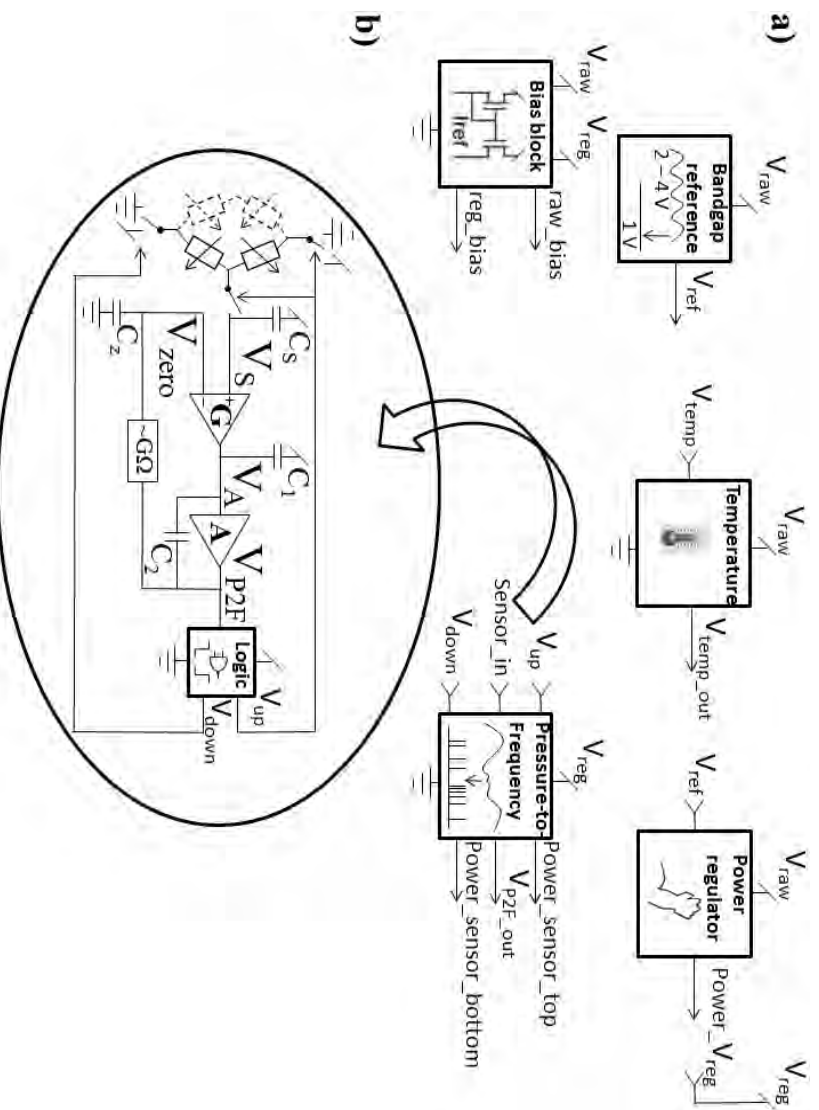 a)
V_raw
Bandgap
reference
2 – 4 V
1 V
V_ref
V_raw
V_temp
Temperature
V_temp_out
V_raw
V_ref
Power
regulator
Power_V_reg
V_reg
V_raw
V_reg
Bias block
Iref
raw_bias
reg_bias
V_reg
V_up
Sensor_in
V_down
Pressure-to-
Frequency
Power_sensor_top
V_P2F_out
Power_sensor_bottom
b)
C_S
V_S
V_zero
C_z
+
−
G
C_1
V_A
A
C_2
~GΩ
V_P2F
Logic
V_up
V_down